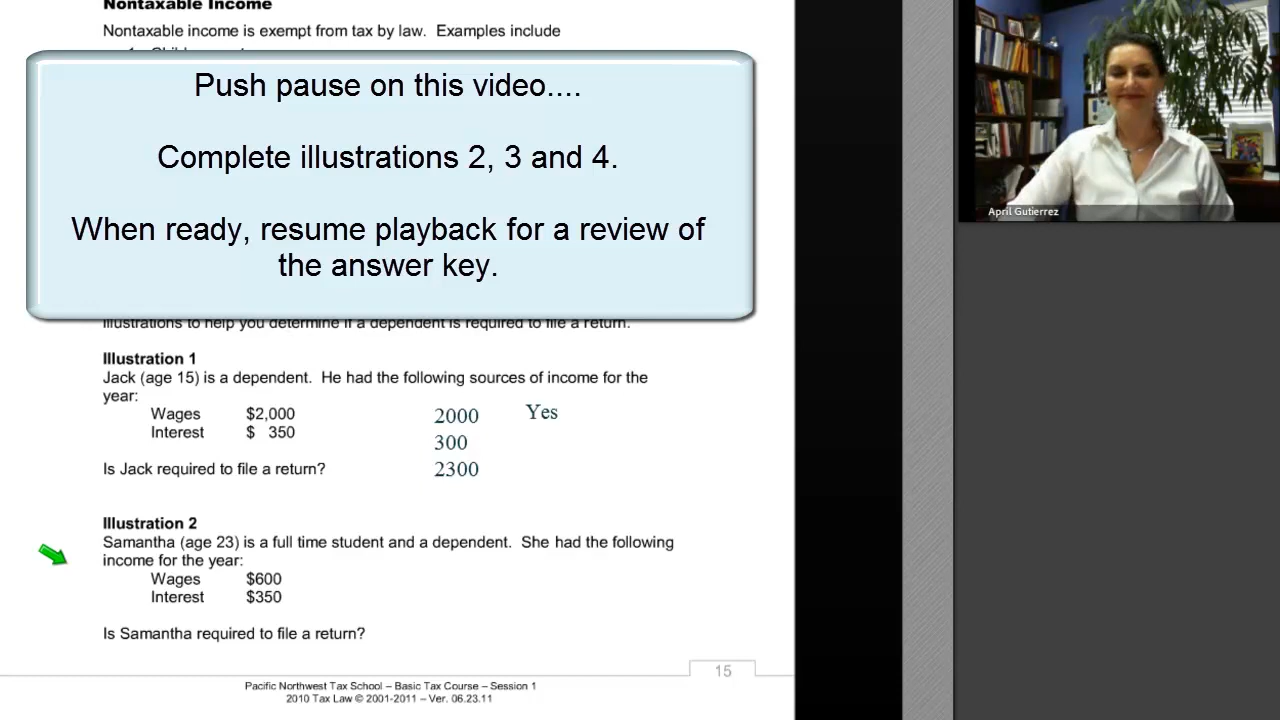 Nontaxable Income
Nontaxable income is exempt from tax by law. Examples include
Push pause on this video....
Complete illustrations 2, 3 and 4.
When ready, resume playback for a review of
the answer key.
illustrations to help you determine if a dependent is required to file a return.
Illustration 1
Jack (age 15) is a dependent. He had the following sources of income for the
year:
Wages $2,000 2000 Yes
Interest $ 350 300
Is Jack required to file a return? 2300
Illustration 2
Samantha (age 23) is a full time student and a dependent. She had the following
income for the year:
Wages $600
Interest $350
Is Samantha required to file a return?
15
Pacific Northwest Tax School – Basic Tax Course – Session 1
2010 Tax Law © 2001-2011 – Ver. 06.23.11
April Gutierrez